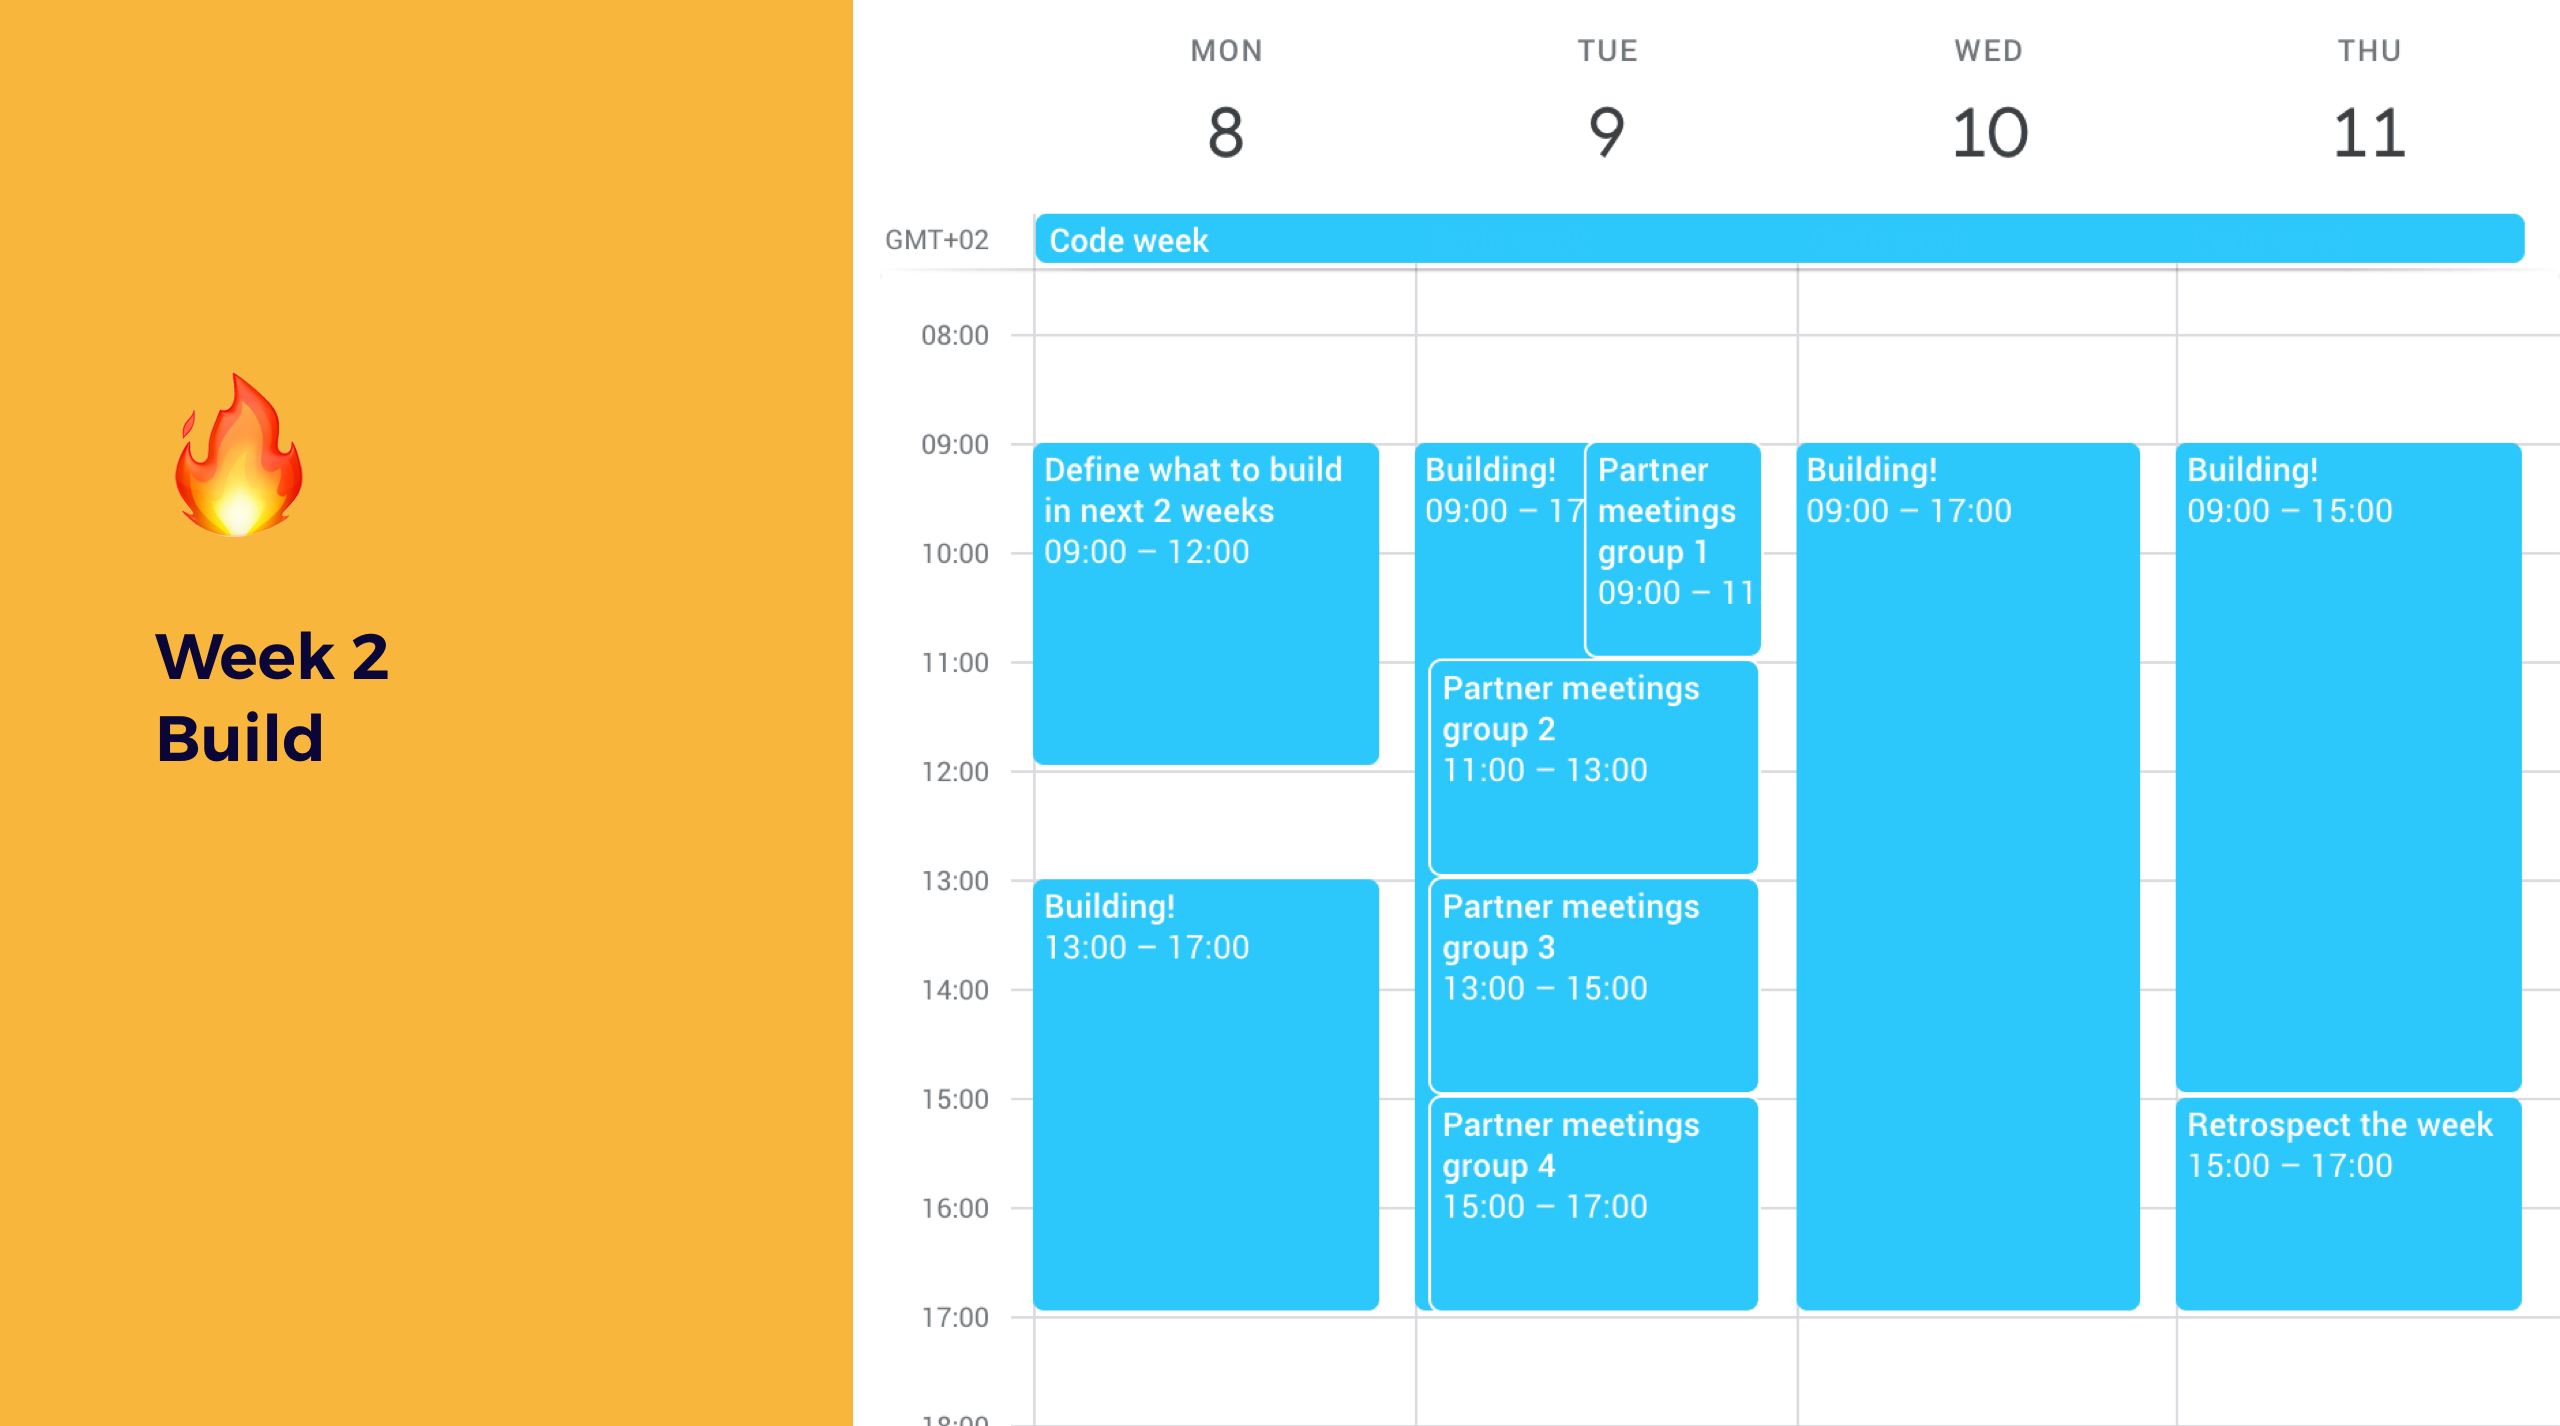 Week 2
Build
MON
TUE
WED
THU
8
9
10
11
GMT+02
Code week
08:00
09:00
10:00
11:00
12:00
13:00
14:00
15:00
16:00
17:00
18:00
Define what to build
in next 2 weeks
09:00 – 12:00
Building!
13:00 – 17:00
Building!
09:00 – 17
Partner
meetings
group 1
09:00 – 11
Partner meetings
group 2
11:00 – 13:00
Partner meetings
group 3
13:00 – 15:00
Partner meetings
group 4
15:00 – 17:00
Building!
09:00 – 17:00
Building!
09:00 – 15:00
Retrospect the week
15:00 – 17:00